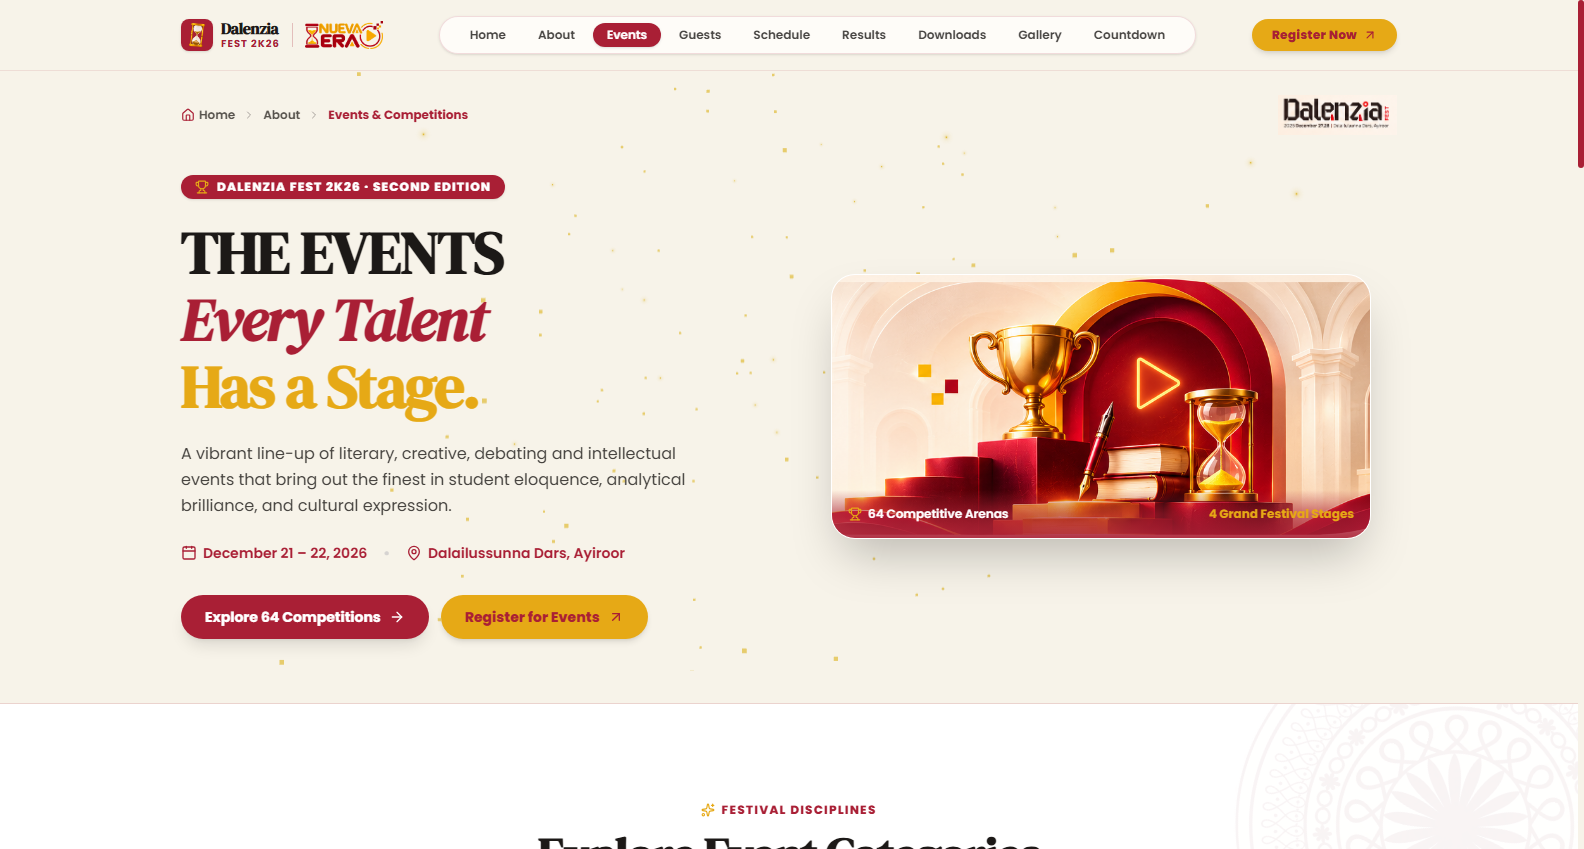 Dalenzia
FEST 2K26
NUEVA
ERA
Home
About
Events
Guests
Schedule
Results
Downloads
Gallery
Countdown
Register Now
Home
About
Events & Competitions
Dalenzia
FEST
DALENZIA FEST 2K26 · SECOND EDITION
THE EVENTS
Every Talent
Has a Stage.
A vibrant line-up of literary, creative, debating and intellectual
events that bring out the finest in student eloquence, analytical
brilliance, and cultural expression.
December 21 – 22, 2026
Dalailussunna Dars, Ayiroor
Explore 64 Competitions
Register for Events
64 Competitive Arenas
4 Grand Festival Stages
FESTIVAL DISCIPLINES
Explore Event Categories